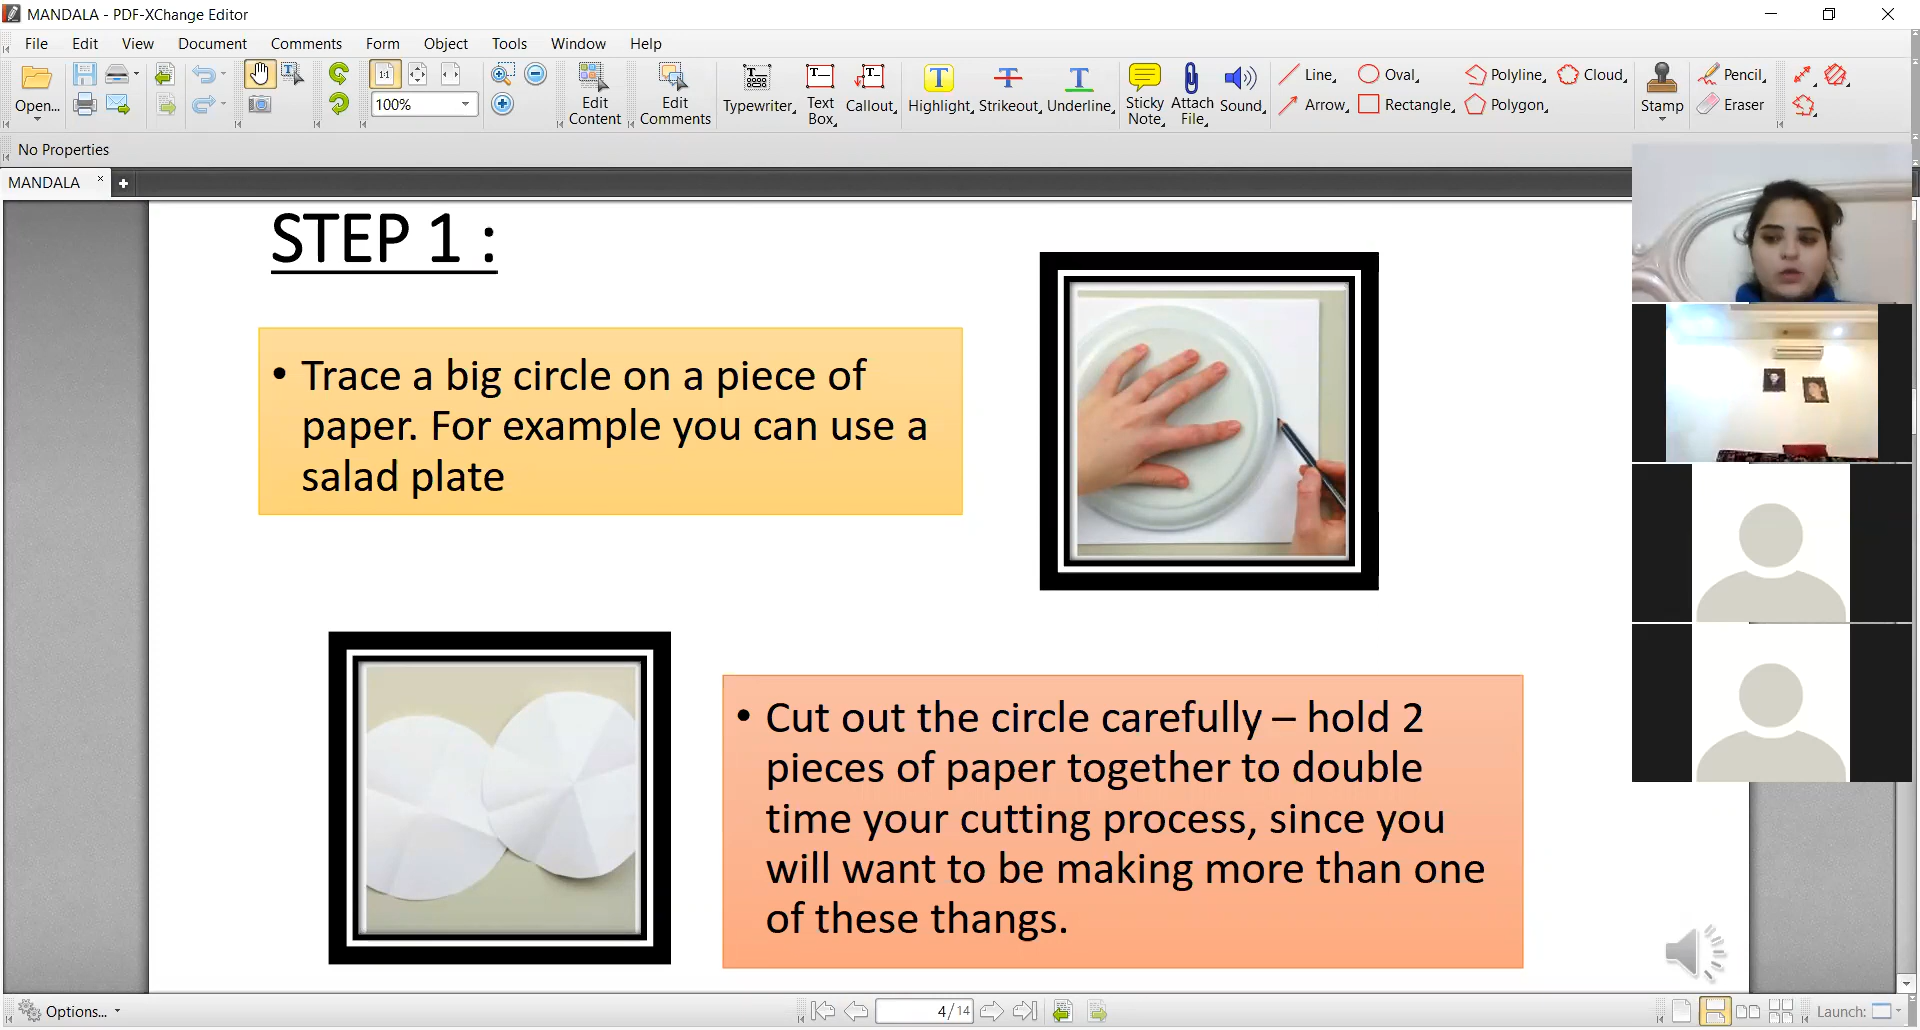 MANDALA - PDF-XChange Editor
File Edit View Document Comments Form Object Tools Window Help
Open...
100%
Edit Content
Edit Comments
Typewriter
Text Box
Callout
Highlight
Strikeout
Underline
Sticky Note
Attach File
Sound
Line
Arrow
Oval
Rectangle
Polyline
Polygon
Cloud
Stamp
Pencil
Eraser
No Properties
MANDALA
STEP 1 :
• Trace a big circle on a piece of
paper. For example you can use a
salad plate
• Cut out the circle carefully – hold 2
pieces of paper together to double
time your cutting process, since you
will want to be making more than one
of these thangs.
Options...
4/14
Launch: